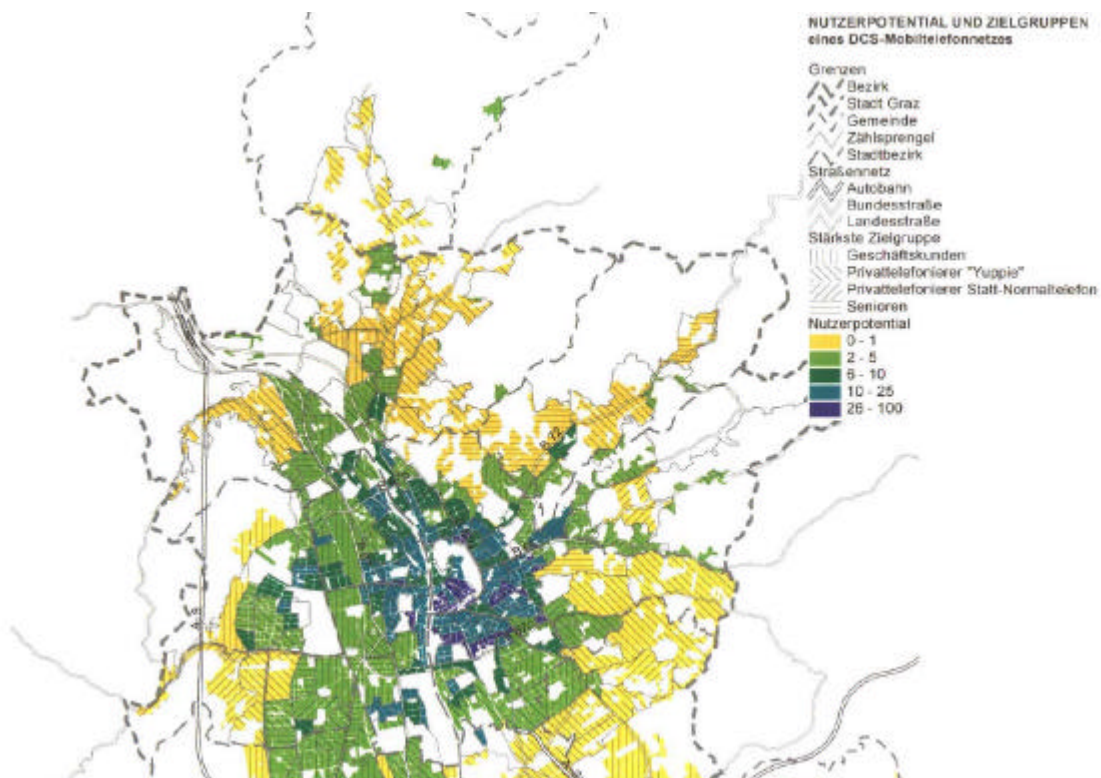 NUTZERPOTENTIAL UND ZIELGRUPPEN
eines DCS-Mobiltelefonnetzes
Grenzen
Bezirk
Stadt Graz
Gemeinde
Zählsprengel
Stadtbezirk
Straßennetz
Autobahn
Bundesstraße
Landesstraße
Stärkste Zielgruppe
Geschäftskunden
Privattelefonierer "Yuppie"
Privattelefonierer Statt-Normaltelefon
Senioren
Nutzerpotential
0 - 1
2 - 5
6 - 10
10 - 25
26 - 100